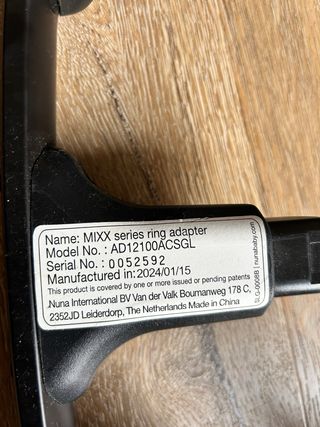 Name: MIXX series ring adapter
Model No. : AD12100ACSGL
Serial No. : 0052592
Manufactured in:2024/01/15
This product is covered by one or more issued or pending patents
.Nuna International BV Van der Valk Boumanweg 178 C,
2352JD Leiderdorp, The Netherlands Made in China
nunababy.com